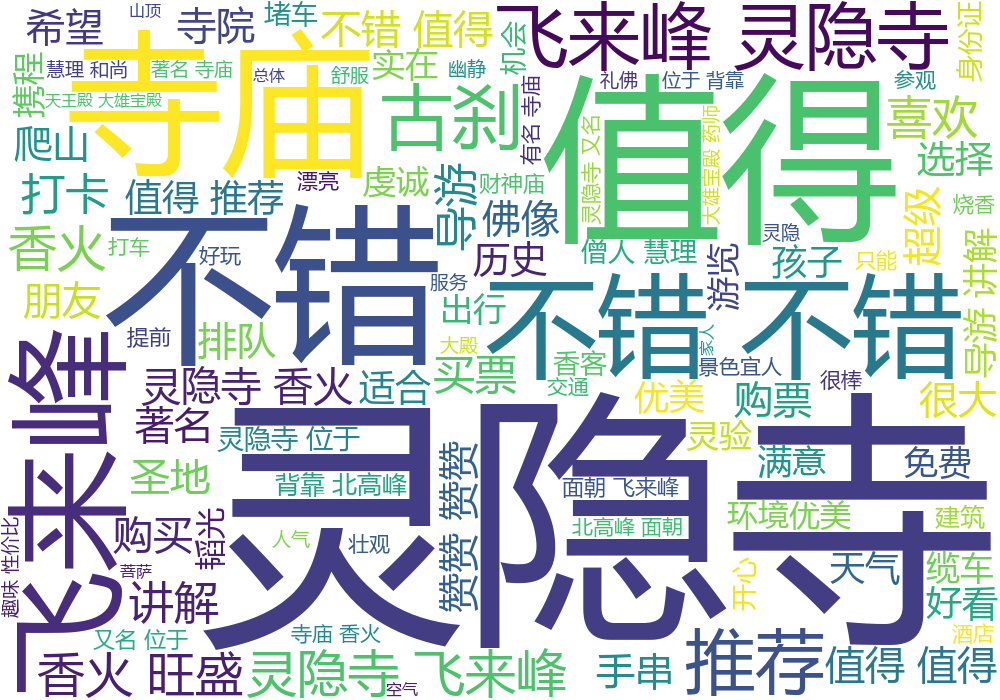 山顶
希望
寺院
堵车
不错 值得
飞来峰 灵隐寺
身份证
机会
慧理 和尚
著名 寺庙
总体
舒服
实在
幽静
礼佛
位于 背靠
参观
携程
天王殿 大雄宝殿
寺庙
古刹
有名 寺庙
值得
喜欢
爬山
灵隐寺 又名
大雄宝殿 药师
选择
打卡
值得 推荐
漂亮
虔诚
导游
财神庙
佛像
烧香
超级
香火
打车
不错
好玩
历史
僧人 慧理
灵隐
游览
孩子
只能
导游 讲解
服务
朋友
出行
不错 不错
提前
排队
大殿
家人
飞来峰
买票
香客
景色宜人
灵隐寺 香火
适合
交通
优美
购票
很棒
很大
著名
灵隐寺 位于
灵隐寺
灵验
满意
免费
圣地
背靠 北高峰
赞赞 赞赞
面朝 飞来峰
购买
韬光
人气
壮观
北高峰 面朝
环境优美
建筑
趣味 性价比
菩萨
讲解
开心
天气
缆车
好看
又名 位于
寺庙 香火
酒店
香火 旺盛
空气
灵隐寺 飞来峰
手串
推荐
值得 值得